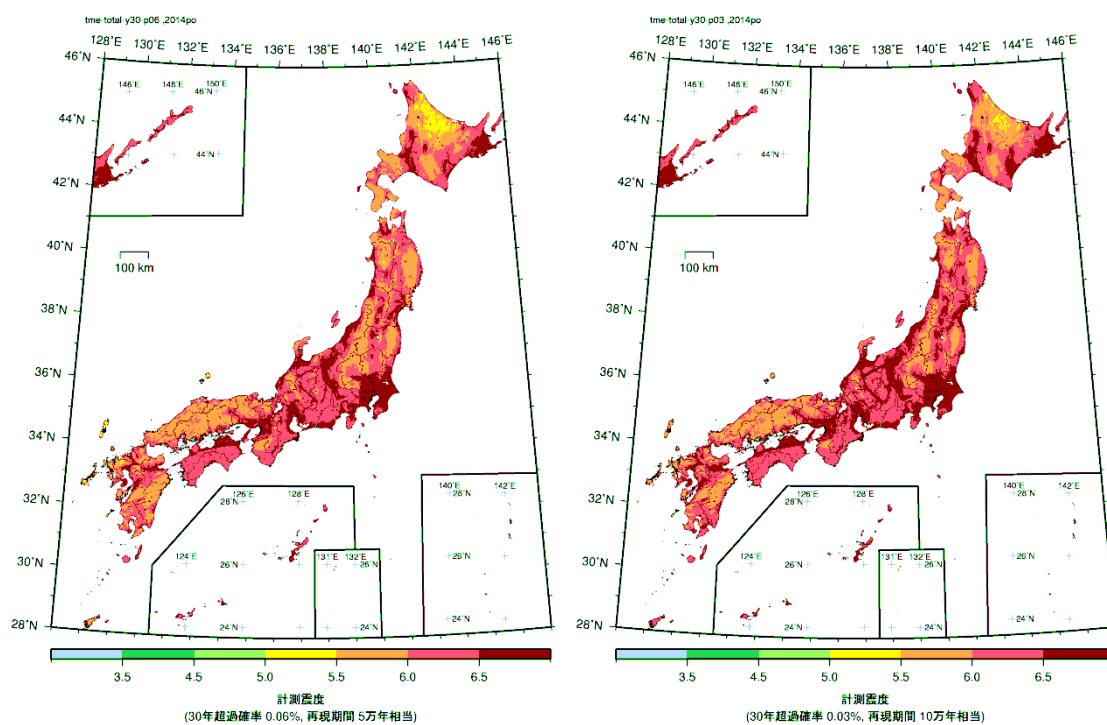 tme-total-y30-p06 ,2014po
128°E 130°E 132°E 134°E 136°E 138°E 140°E 142°E 144°E 146°E
46°N
44°N
42°N
40°N
38°N
36°N
34°N
32°N
30°N
28°N
146°E 148°E 150°E
46°N
44°N
100 km
126°E 128°E
28°N
124°E
26°N
24°N
131°E 132°E
26°N
24°N
140°E 142°E
28°N
26°N
24°N
3.5 4.5 5.0 5.5 6.0 6.5
計測震度
(30年超過確率 0.06%, 再現期間 5万年相当)
tme-total-y30-p03 ,2014po
128°E 130°E 132°E 134°E 136°E 138°E 140°E 142°E 144°E 146°E
46°N
44°N
42°N
40°N
38°N
36°N
34°N
32°N
30°N
28°N
146°E 148°E 150°E
46°N
44°N
100 km
126°E 128°E
28°N
124°E
26°N
24°N
131°E 132°E
26°N
24°N
140°E 142°E
28°N
26°N
24°N
3.5 4.5 5.0 5.5 6.0 6.5
計測震度
(30年超過確率 0.03%, 再現期間 10万年相当)